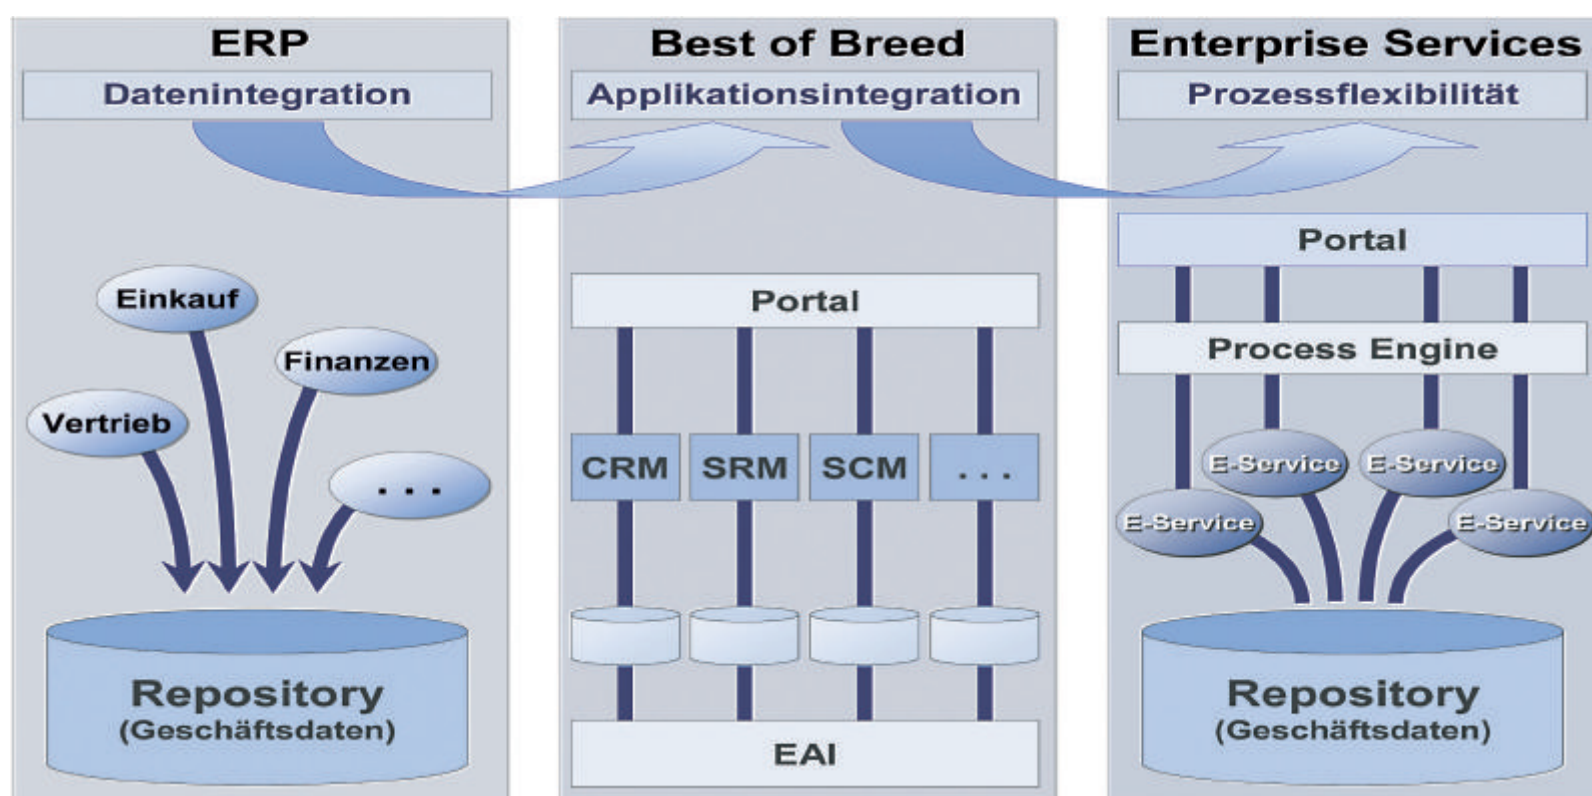 ERP
Datenintegration
Einkauf
Finanzen
Vertrieb
...
Repository
(Geschäftsdaten)
Best of Breed
Applikationsintegration
Portal
CRM SRM SCM ...
EAI
Enterprise Services
Prozessflexibilität
Portal
Process Engine
E-Service E-Service
E-Service E-Service
Repository
(Geschäftsdaten)